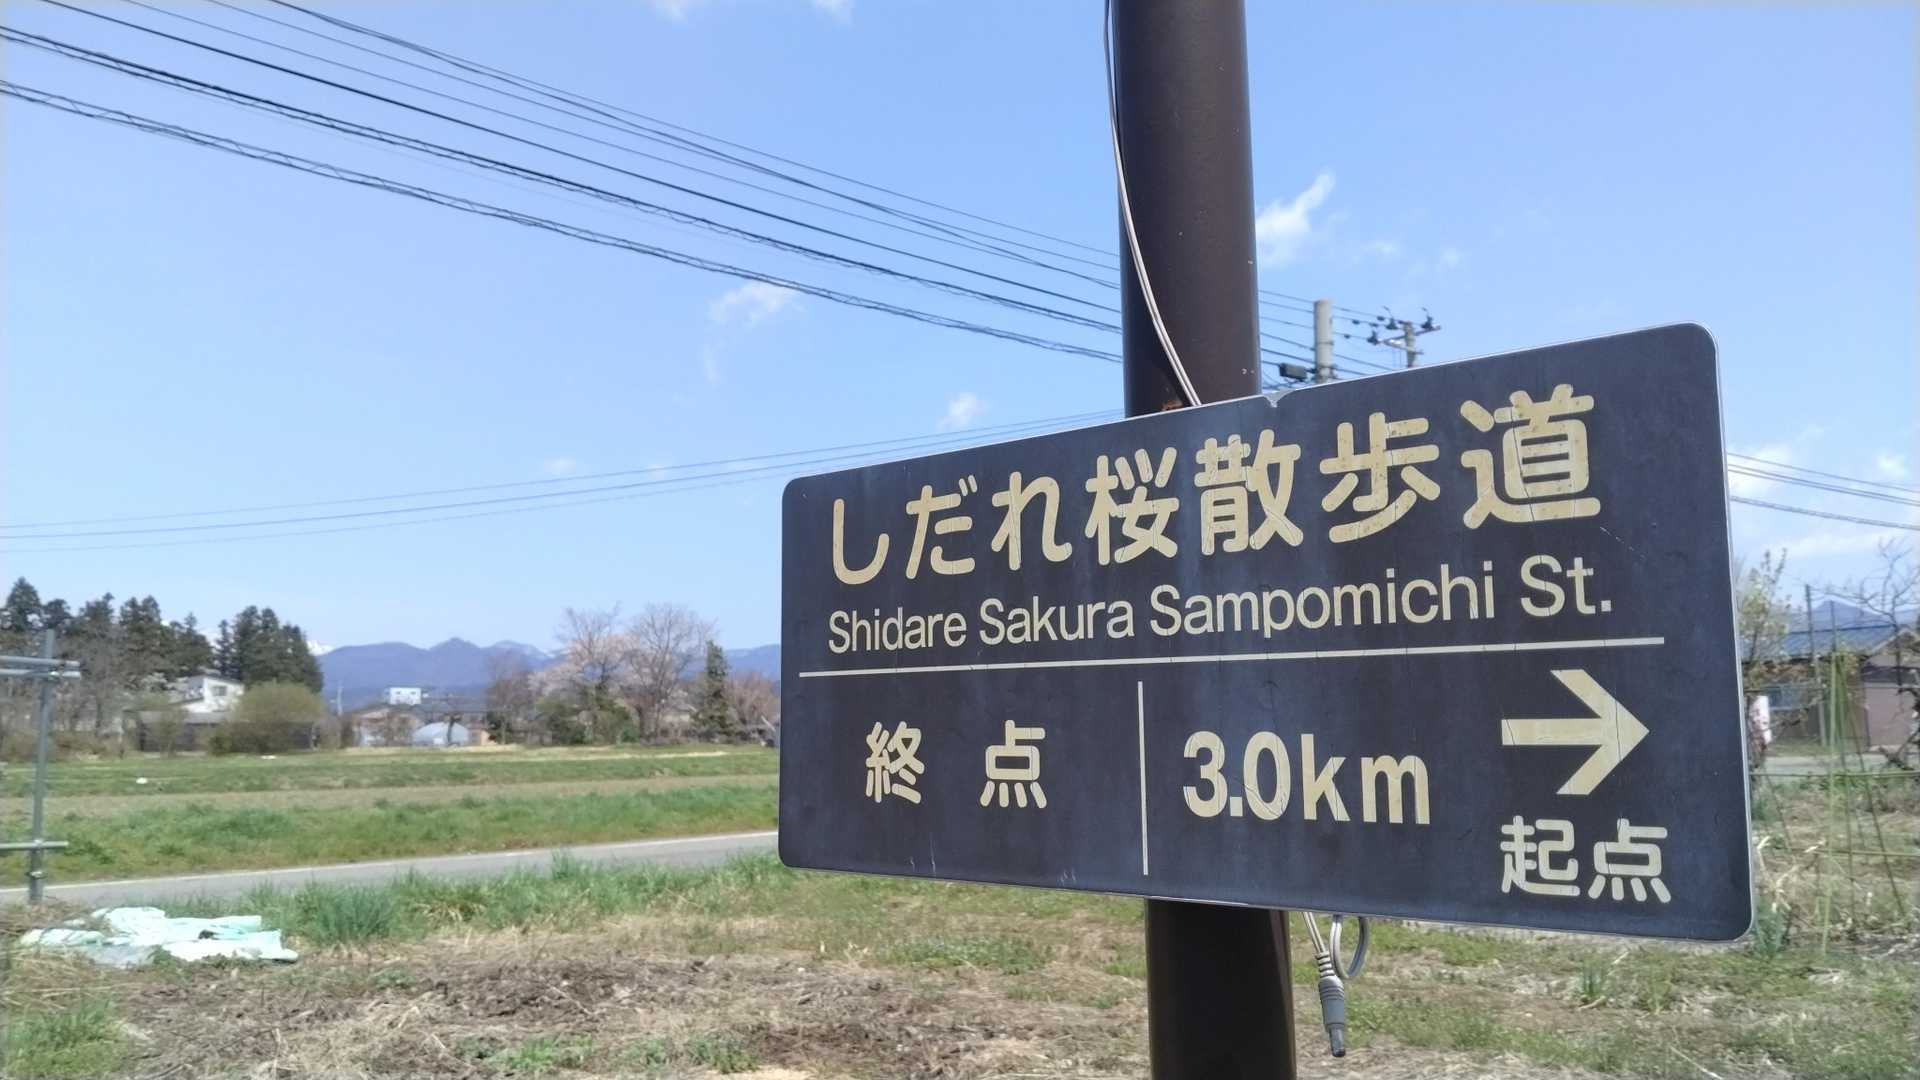 しだれ桜散歩道
Shidare Sakura Sampomichi St.
終点
3.0km
→
起点